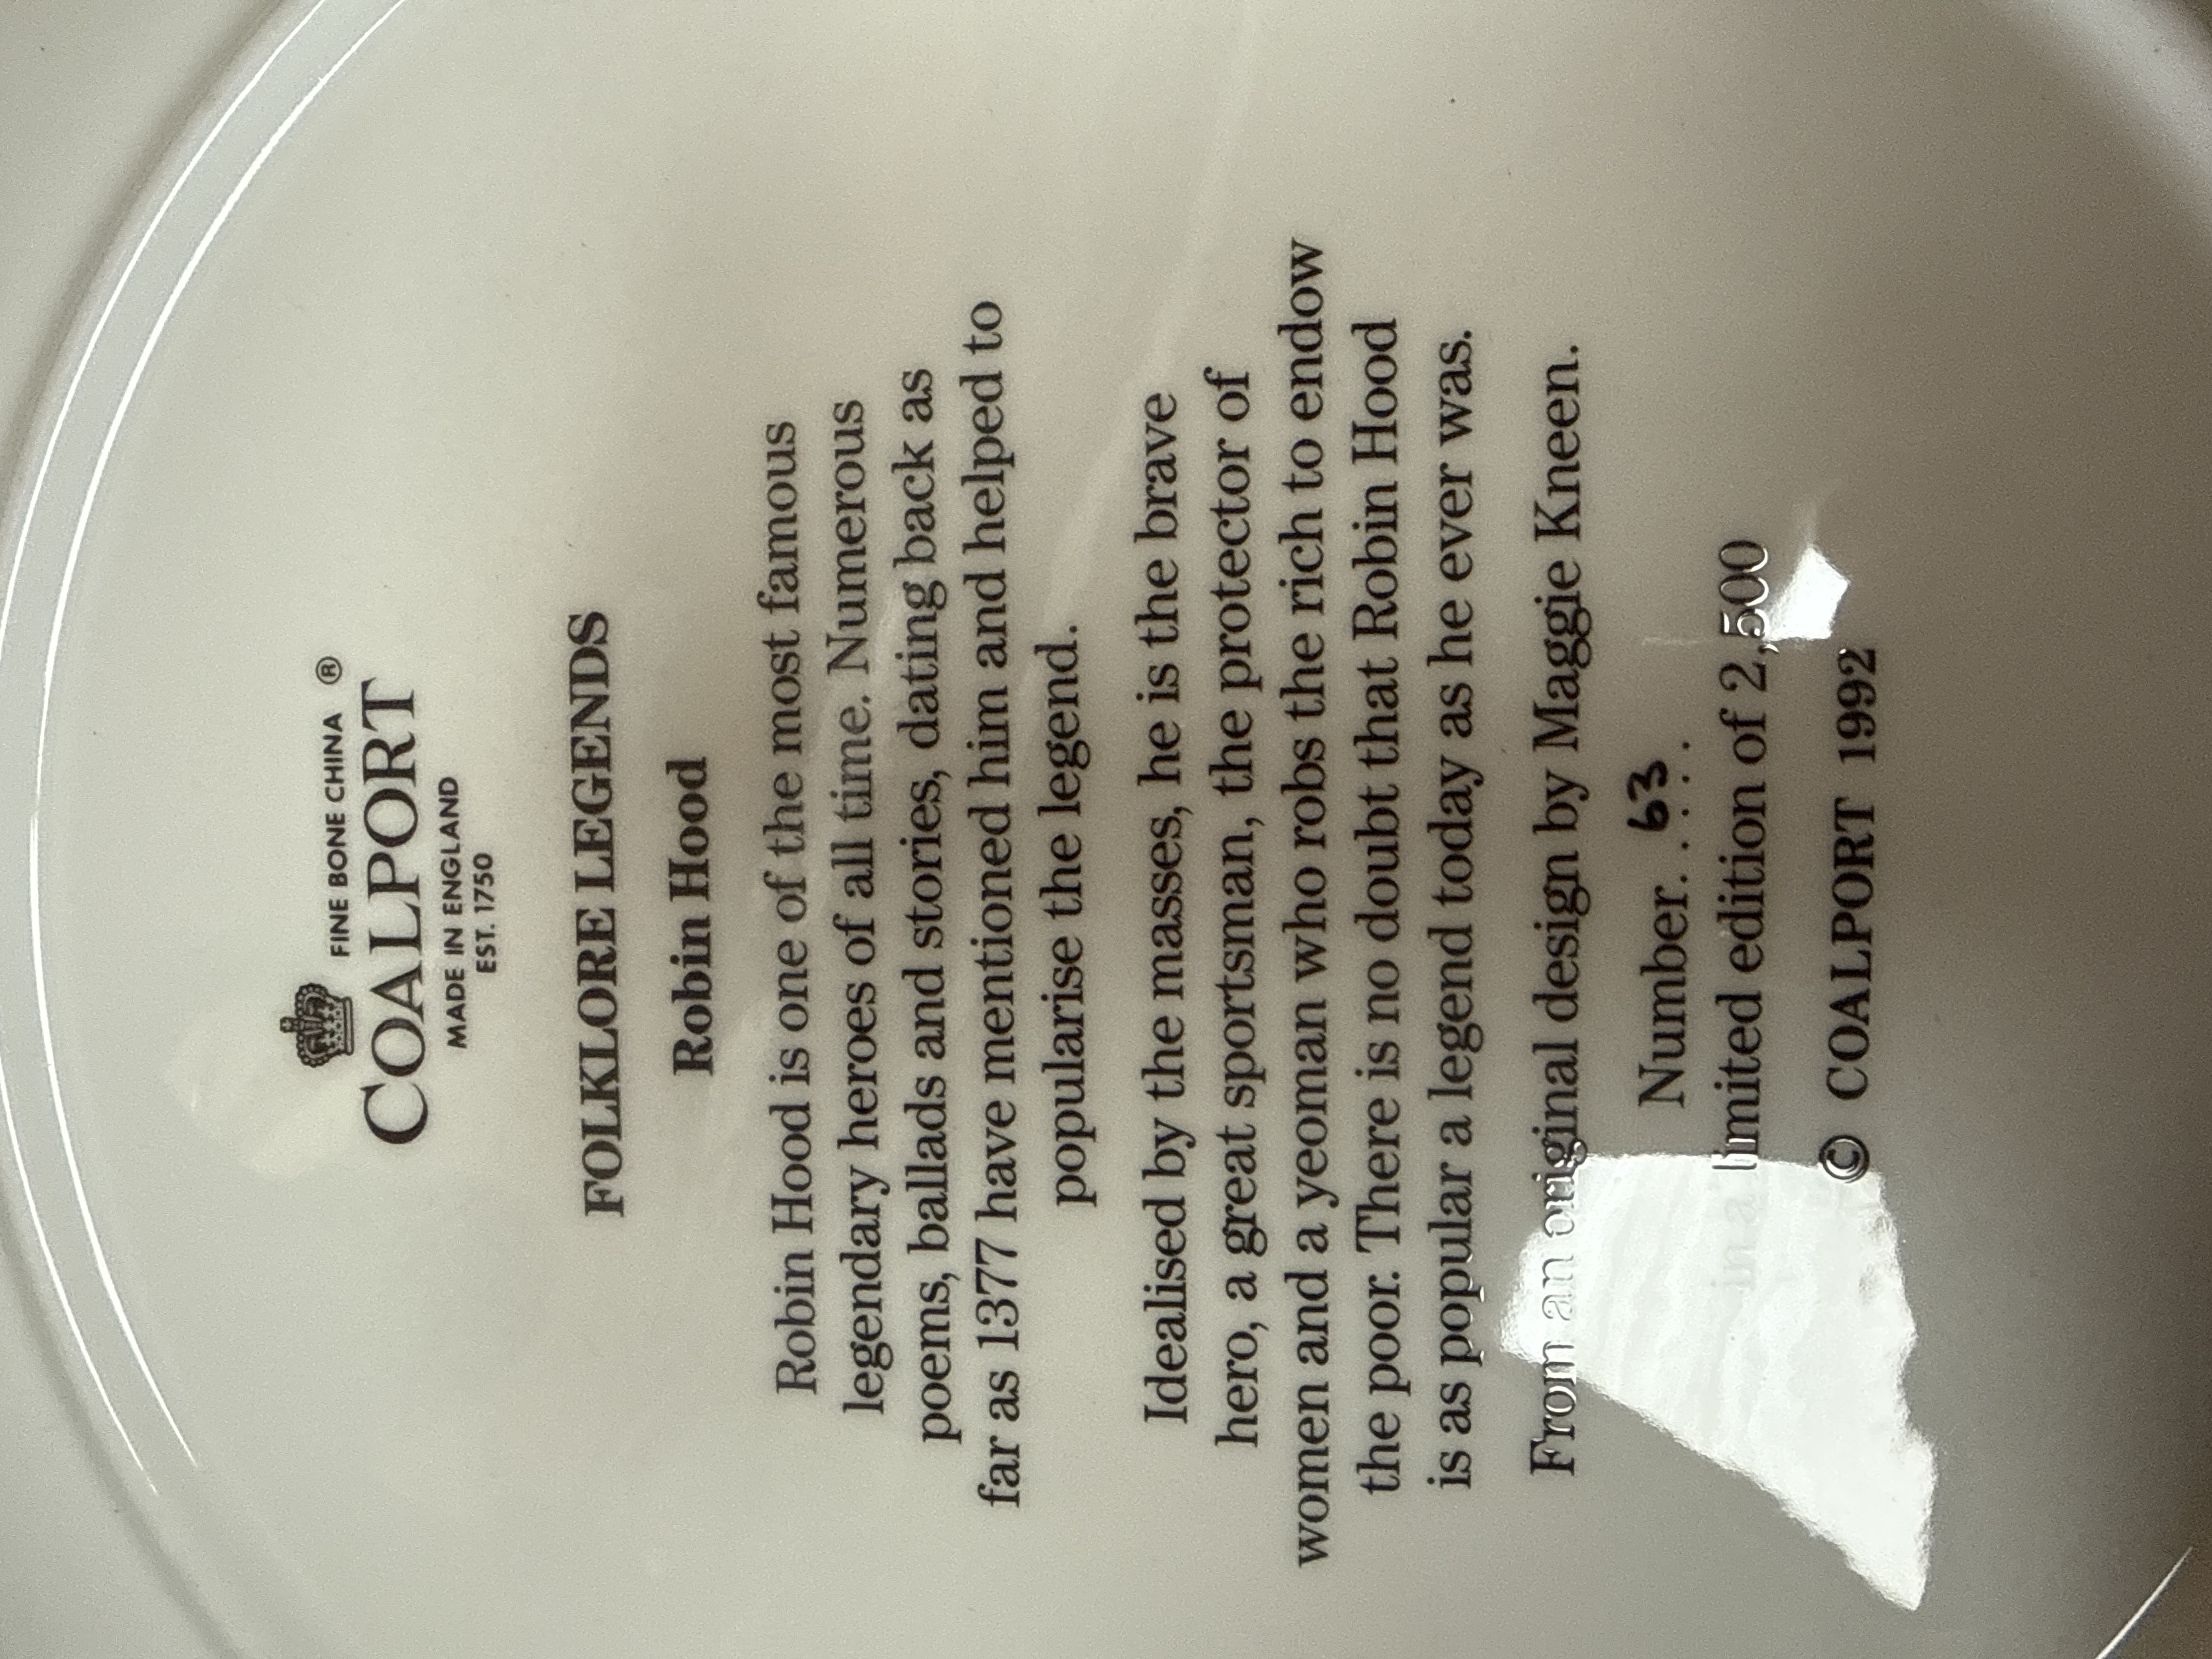 FINE BONE CHINA ®
COALPORT
MADE IN ENGLAND
EST. 1750
FOLKLORE LEGENDS
Robin Hood
Robin Hood is one of the most famous
legendary heroes of all time. Numerous
poems, ballads and stories, dating back as
far as 1377 have mentioned him and helped to
popularise the legend.
Idealised by the masses, he is the brave
hero, a great sportsman, the protector of
women and a yeoman who robs the rich to endow
the poor. There is no doubt that Robin Hood
is as popular a legend today as he ever was.
From an original design by Maggie Kneen.
Number. 63 . . . .
in a limited edition of 2,500
© COALPORT 1992